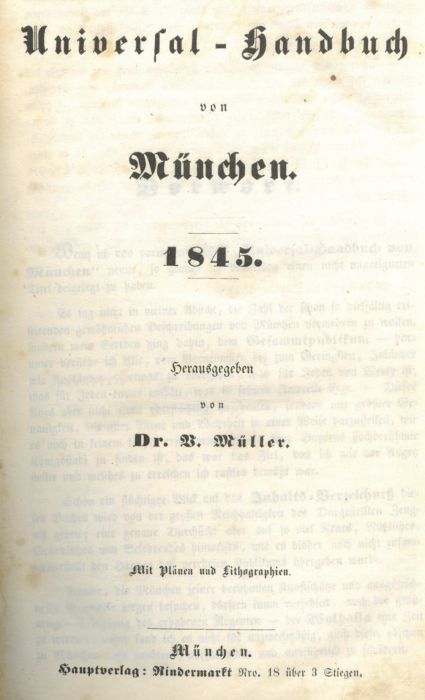 Universal-Handbuch
von
München.
1845.
Herausgegeben
von
Dr. V. Müller.
Mit Plänen und Lithographien.
München.
Hauptverlag: Rindermarkt Nro. 18 über 3 Stiegen.